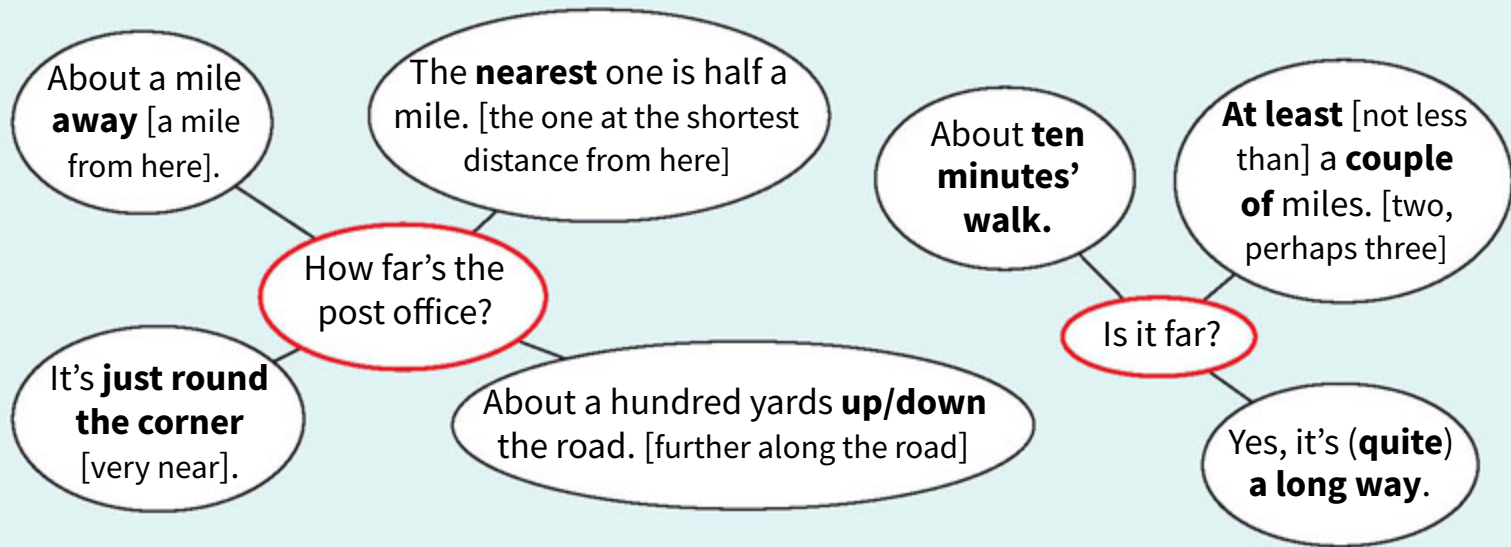 About a mile
away [a mile
from here].
The nearest one is half a
mile. [the one at the shortest
distance from here]
How far’s the
post office?
It’s just round
the corner
[very near].
About a hundred yards up/down
the road. [further along the road]
About ten
minutes’
walk.
At least [not less
than] a couple
of miles. [two,
perhaps three]
Is it far?
Yes, it’s (quite)
a long way.